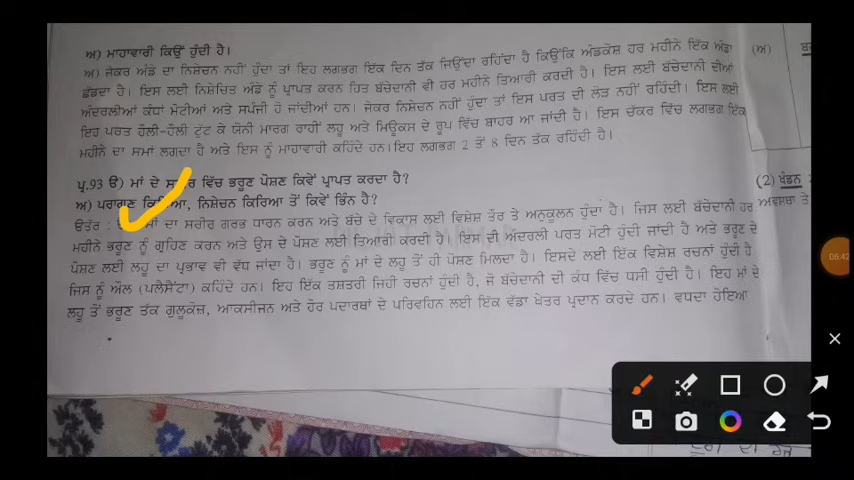 ਅ) ਮਾਹਾਵਾਰੀ ਕਿਉਂ ਹੁੰਦੀ ਹੈ।
ਅ) ਜੇਕਰ ਅੰਡੇ ਦਾ ਨਿਸ਼ੇਚਨ ਨਹੀਂ ਹੁੰਦਾ ਤਾਂ ਇਹ ਲਗਭਗ ਇੱਕ ਦਿਨ ਤੱਕ ਜਿਉਂਦਾ ਰਹਿੰਦਾ ਹੈ ਕਿਉਂਕਿ ਅੰਡਕੋਸ਼ ਹਰ ਮਹੀਨੇ ਇੱਕ ਅੰਡਾ
ਛੱਡਦਾ ਹੈ। ਇਸ ਲਈ ਨਿਸ਼ੇਚਿਤ ਅੰਡੇ ਨੂੰ ਪ੍ਰਾਪਤ ਕਰਨ ਹਿਤ ਬੱਚੇਦਾਨੀ ਵੀ ਹਰ ਮਹੀਨੇ ਤਿਆਰੀ ਕਰਦੀ ਹੈ। ਇਸ ਲਈ ਬੱਚੇਦਾਨੀ ਦੀਆਂ
ਅੰਦਰਲੀਆਂ ਕੰਧਾਂ ਮੋਟੀਆਂ ਅਤੇ ਸਪੰਜੀ ਹੋ ਜਾਂਦੀਆਂ ਹਨ। ਜੇਕਰ ਨਿਸ਼ੇਚਨ ਨਹੀਂ ਹੁੰਦਾ ਤਾਂ ਇਸ ਪਰਤ ਦੀ ਲੋੜ ਨਹੀਂ ਰਹਿੰਦੀ। ਇਸ ਲਈ
ਇਹ ਪਰਤ ਹੌਲੀ-ਹੌਲੀ ਟੁੱਟ ਕੇ ਯੋਨੀ ਮਾਰਗ ਰਾਹੀਂ ਲਹੂ ਅਤੇ ਮਿਊਕਸ ਦੇ ਰੂਪ ਵਿੱਚ ਬਾਹਰ ਆ ਜਾਂਦੀ ਹੈ। ਇਸ ਚੱਕਰ ਵਿੱਚ ਲਗਭਗ ਇੱਕ
ਮਹੀਨੇ ਦਾ ਸਮਾਂ ਲਗਦਾ ਹੈ ਅਤੇ ਇਸ ਨੂੰ ਮਾਹਾਵਾਰੀ ਕਹਿੰਦੇ ਹਨ।ਇਹ ਲਗਭਗ 2 ਤੋਂ 8 ਦਿਨ ਤੱਕ ਰਹਿੰਦੀ ਹੈ।
ਪ੍ਰ.93 ੳ) ਮਾਂ ਦੇ ਵਿੱਚ ਭਰੂਣ ਪੋਸ਼ਣ ਕਿਵੇਂ ਪ੍ਰਾਪਤ ਕਰਦਾ ਹੈ?
ਅ) ਪਰਾਗਣ ਕਿਰਿਆ, ਨਿਸ਼ੇਚਨ ਕਿਰਿਆ ਤੋਂ ਕਿਵੇਂ ਭਿੰਨ ਹੈ?
ਉੱਤਰ : ਦਾ ਸਰੀਰ ਗਰਭ ਧਾਰਨ ਕਰਨ ਅਤੇ ਬੱਚੇ ਦੇ ਵਿਕਾਸ ਲਈ ਵਿਸ਼ੇਸ਼ ਤੌਰ ਤੇ ਅਨੁਕੂਲਨ ਹੁੰਦਾ ਹੈ। ਜਿਸ ਲਈ ਬੱਚੇਦਾਨੀ ਹਰ
ਮਹੀਨੇ ਭਰੂਣ ਨੂੰ ਗ੍ਰਹਿਣ ਕਰਨ ਅਤੇ ਉਸ ਦੇ ਪੋਸ਼ਣ ਲਈ ਤਿਆਰੀ ਕਰਦੀ ਹੈ। ਇਸ ਦੀ ਅੰਦਰਲੀ ਪਰਤ ਮੋਟੀ ਹੁੰਦੀ ਜਾਂਦੀ ਹੈ ਅਤੇ ਭਰੂਣ ਦੇ
ਪੋਸ਼ਣ ਲਈ ਲਹੂ ਦਾ ਪ੍ਰਭਾਵ ਵੀ ਵੱਧ ਜਾਂਦਾ ਹੈ। ਭਰੂਣ ਨੂੰ ਮਾਂ ਦੇ ਲਹੂ ਤੋਂ ਹੀ ਪੋਸ਼ਣ ਮਿਲਦਾ ਹੈ। ਇਸਦੇ ਲਈ ਇੱਕ ਵਿਸ਼ੇਸ਼ ਰਚਨਾਂ ਹੁੰਦੀ ਹੈ
ਜਿਸ ਨੂੰ ਔਲ (ਪਲੈਸੈਂਟਾ) ਕਹਿੰਦੇ ਹਨ। ਇਹ ਇੱਕ ਤਸ਼ਤਰੀ ਜਿਹੀ ਰਚਨਾਂ ਹੁੰਦੀ ਹੈ, ਜੋ ਬੱਚੇਦਾਨੀ ਦੀ ਕੰਧ ਵਿੱਚ ਧਸੀ ਹੁੰਦੀ ਹੈ। ਇਹ ਮਾਂ ਦੇ
ਲਹੂ ਤੋਂ ਭਰੂਣ ਤੱਕ ਗੁਲੂਕੋਜ਼, ਆਕਸੀਜਨ ਅਤੇ ਹੋਰ ਪਦਾਰਥਾਂ ਦੇ ਪਰਿਵਹਿਨ ਲਈ ਇੱਕ ਵੱਡਾ ਖੇਤਰ ਪ੍ਰਦਾਨ ਕਰਦੇ ਹਨ। ਵਧਦਾ ਹੋਇਆ
(ਅ)
(2) ਖੰਡਨ
ਅਵਸਥਾ ਤੇ
06:42